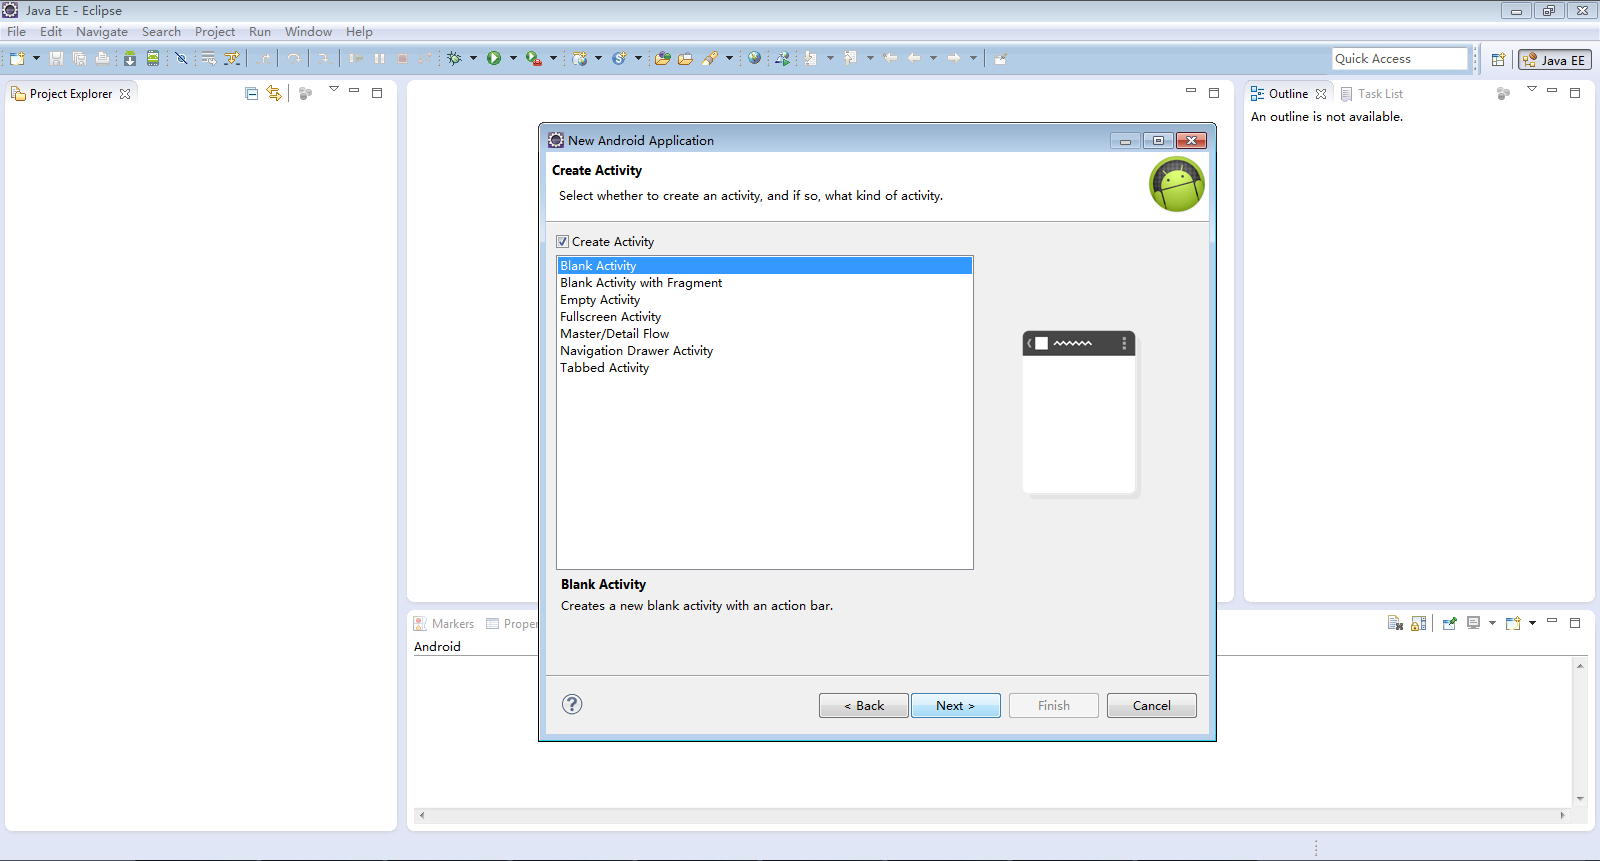 Java EE - Eclipse
File Edit Navigate Search Project Run Window Help
Quick Access
Java EE
Project Explorer
Outline
Task List
An outline is not available.
New Android Application
Create Activity
Select whether to create an activity, and if so, what kind of activity.
Create Activity
Blank Activity
Blank Activity with Fragment
Empty Activity
Fullscreen Activity
Master/Detail Flow
Navigation Drawer Activity
Tabbed Activity
Blank Activity
Creates a new blank activity with an action bar.
Markers
Proper
Android
?
< Back
Next >
Finish
Cancel